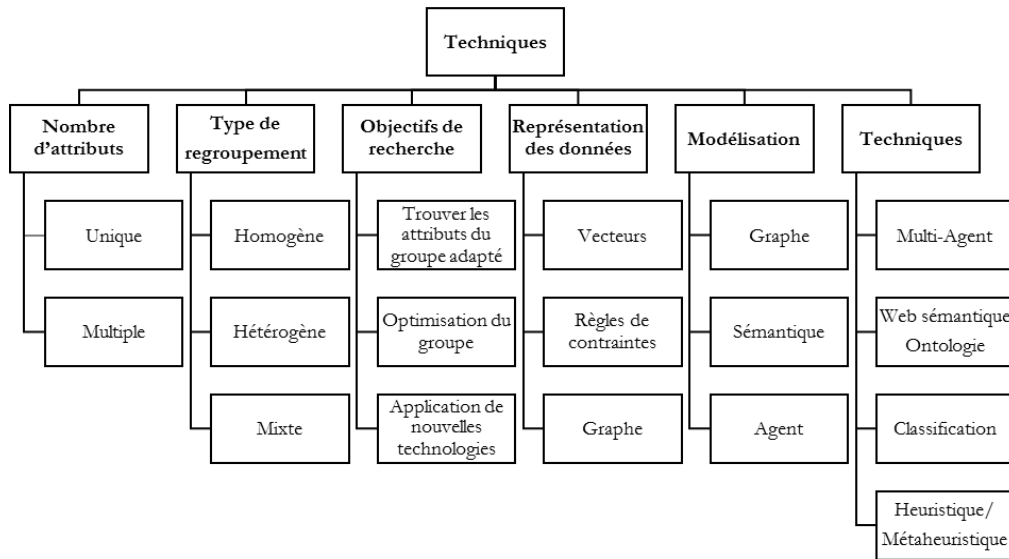 Techniques
Nombre
d'attributs
Type de
regroupement
Objectifs de
recherche
Représentation
des données
Modélisation
Techniques
Unique
Homogène
Trouver les
attributs du
groupe adapté
Vecteurs
Graphe
Multi-Agent
Multiple
Hétérogène
Optimisation du
groupe
Règles de
contraintes
Sémantique
Web sémantique
Ontologie
Mixte
Application de
nouvelles
technologies
Graphe
Agent
Classification
Heuristique/
Métaheuristique